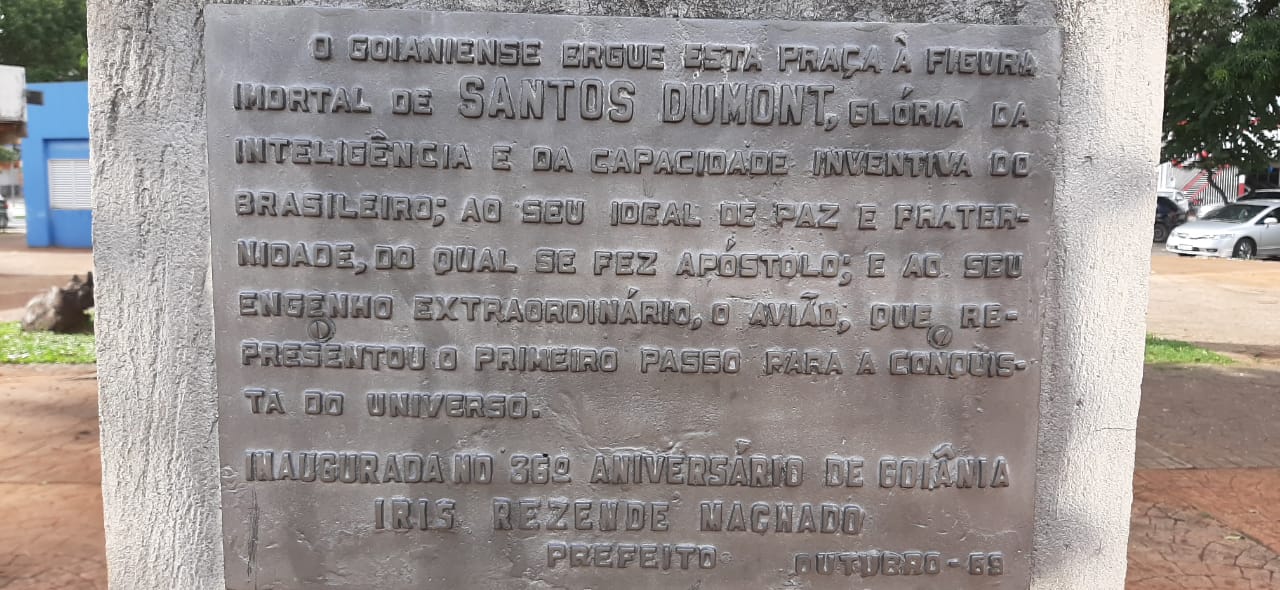 O GOIANIENSE ERGUE ESTA PRAÇA À FIGURA
IMORTAL DE SANTOS DUMONT, GLÓRIA DA
INTELIGÊNCIA E DA CAPACIDADE INVENTIVA DO
BRASILEIRO; AO SEU IDEAL DE PAZ E FRATER-
NIDADE, DO QUAL SE FEZ APÓSTOLO; E AO SEU
ENGENHO EXTRAORDINÁRIO, O AVIÃO, QUE RE-
PRESENTOU O PRIMEIRO PASSO PARA A CONQUIS-
TA DO UNIVERSO.
INAUGURADA NO 36º ANIVERSÁRIO DE GOIÂNIA
IRIS REZENDE MACHADO
PREFEITO OUTUBRO - 69